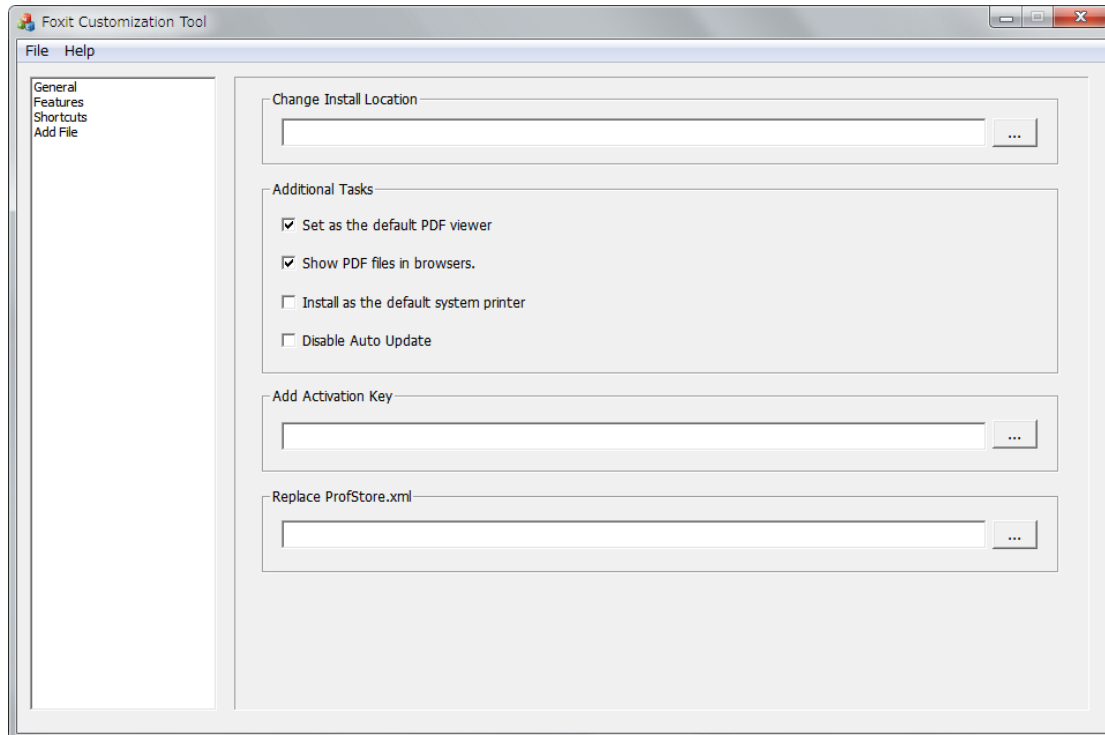 Foxit Customization Tool
File Help
General
Features
Shortcuts
Add File
Change Install Location
...
Additional Tasks
Set as the default PDF viewer
Show PDF files in browsers.
Install as the default system printer
Disable Auto Update
Add Activation Key
...
Replace ProfStore.xml
...